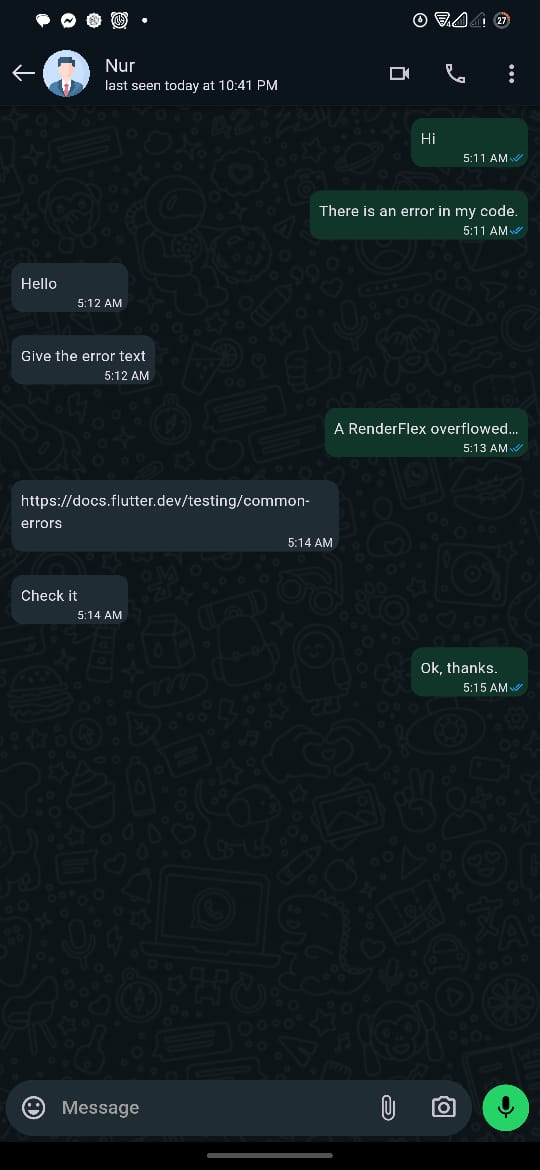 27
Nur
last seen today at 10:41 PM
Hi
5:11 AM
There is an error in my code.
5:11 AM
Hello
5:12 AM
Give the error text
5:12 AM
A RenderFlex overflowed...
5:13 AM
https://docs.flutter.dev/testing/common-
errors
5:14 AM
Check it
5:14 AM
Ok, thanks.
5:15 AM
Message